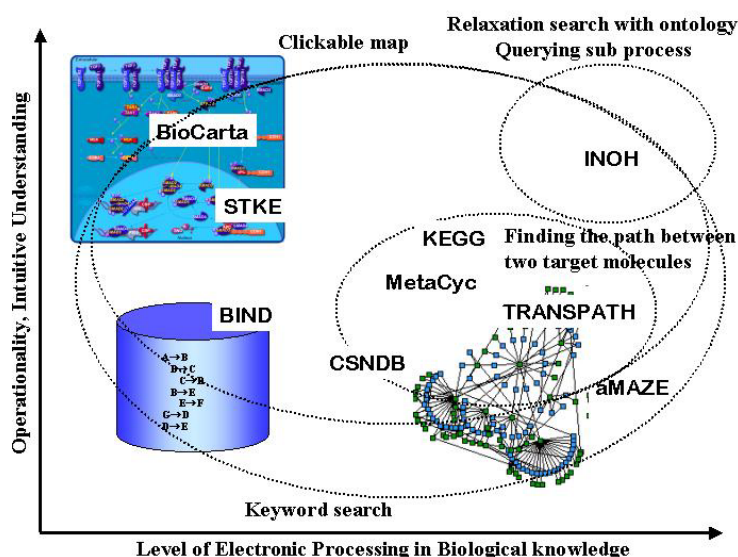 Relaxation search with ontology
Querying sub process
Clickable map
BioCarta
STKE
INOH
KEGG
Finding the path between
two target molecules
MetaCyc
TRANSPATH
BIND
CSNDB
aMAZE
A→B
C→B
B→E
E→F
G→D
D→E
Keyword search
Operationality, Intuitive Understanding
Level of Electronic Processing in Biological knowledge